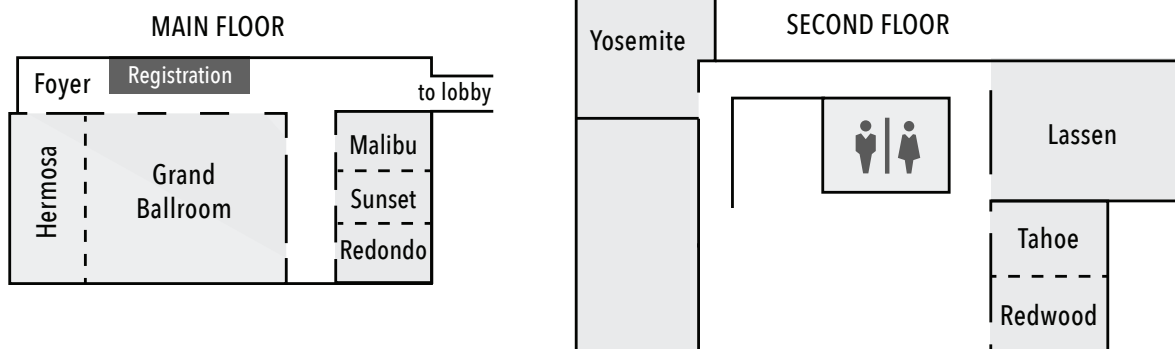 MAIN FLOOR
Foyer
Registration
to lobby
Hermosa
Grand
Ballroom
Malibu
Sunset
Redondo
SECOND FLOOR
Yosemite
Lassen
Tahoe
Redwood